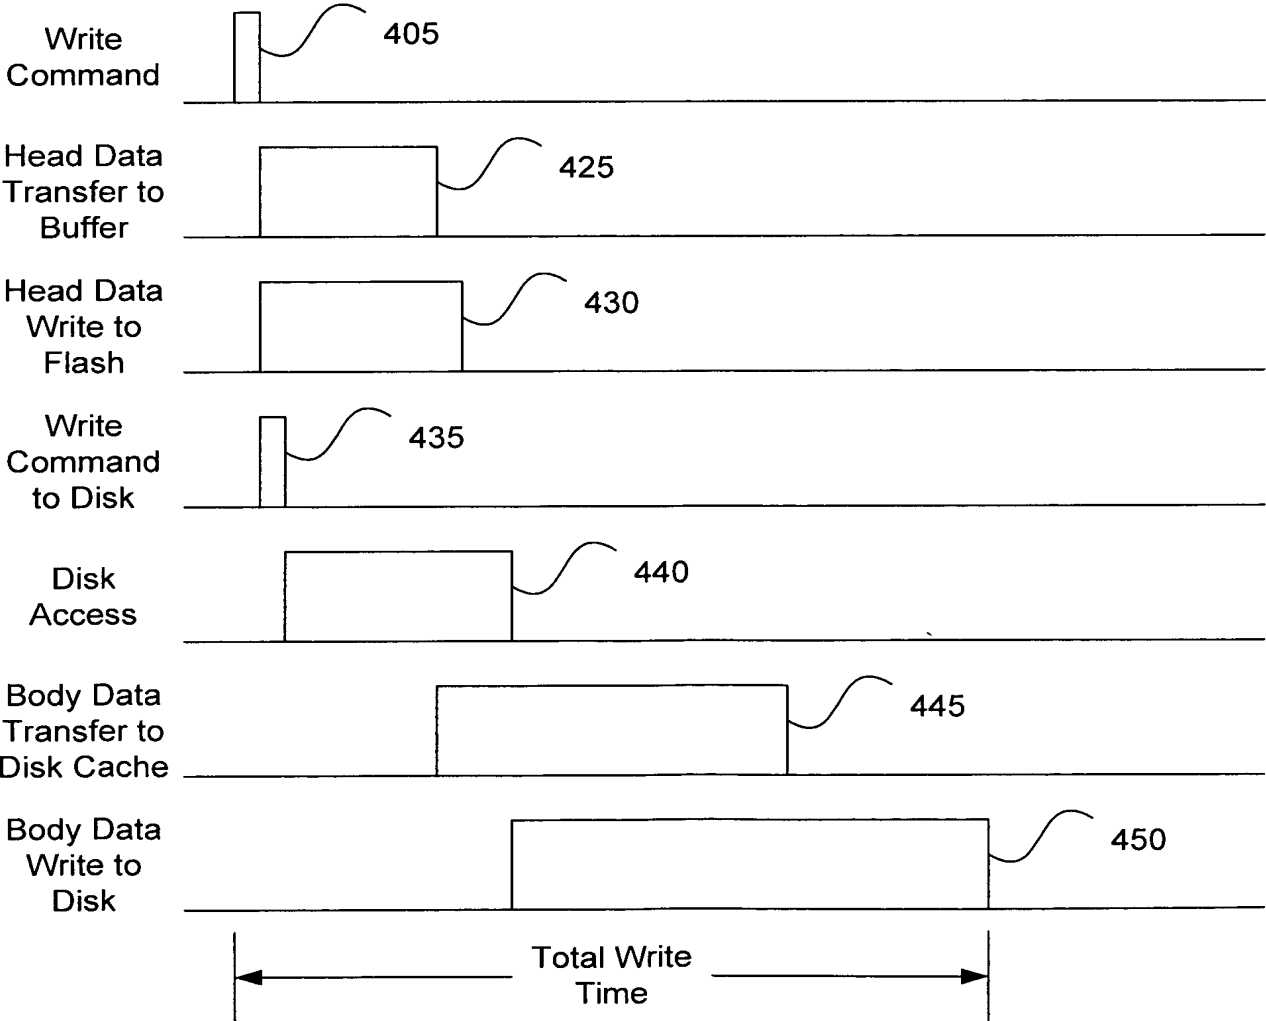 Write
Command
405
Head Data
Transfer to
Buffer
425
Head Data
Write to
Flash
430
Write
Command
to Disk
435
Disk
Access
440
Body Data
Transfer to
Disk Cache
445
Body Data
Write to
Disk
450
Total Write
Time